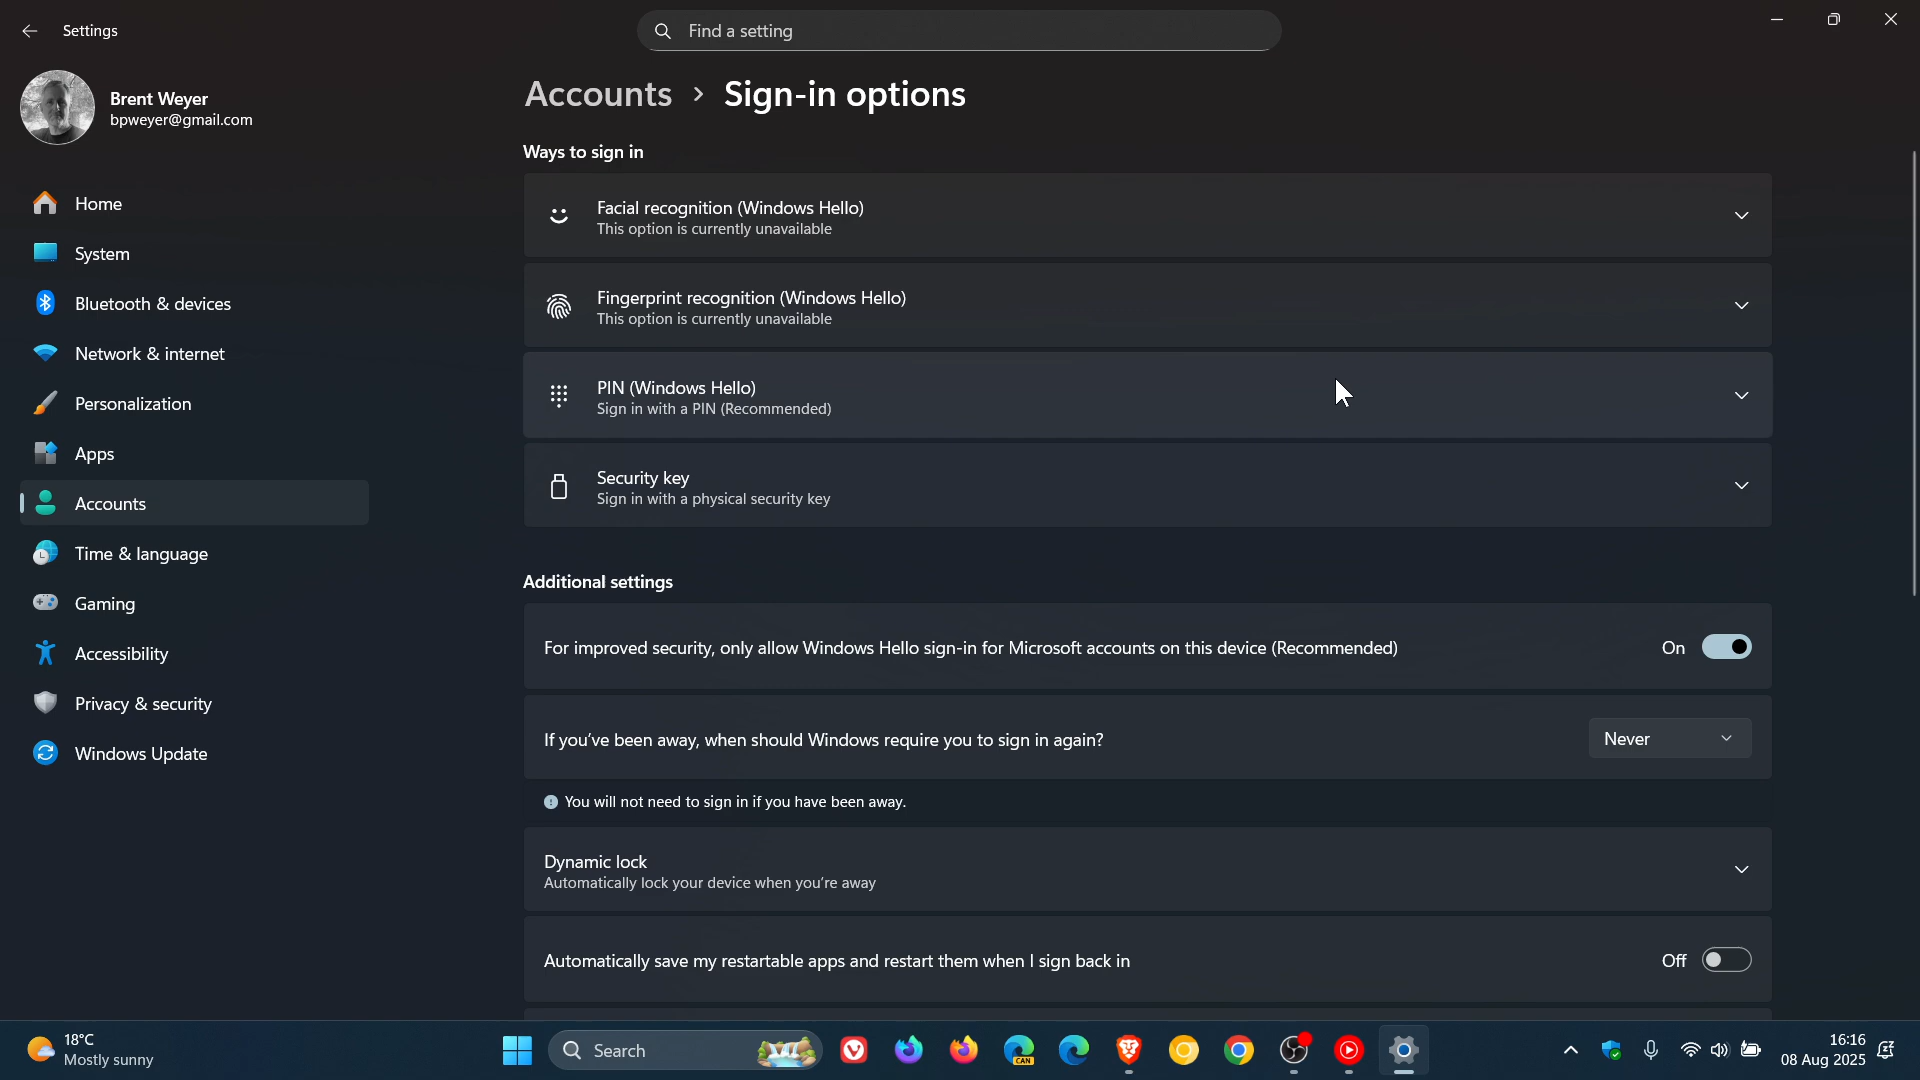 Settings
Find a setting
Brent Weyer
bpweyer@gmail.com
Home
System
Bluetooth & devices
Network & internet
Personalization
Apps
Accounts
Time & language
Gaming
Accessibility
Privacy & security
Windows Update
Accounts > Sign-in options
Ways to sign in
Facial recognition (Windows Hello)
This option is currently unavailable
Fingerprint recognition (Windows Hello)
This option is currently unavailable
PIN (Windows Hello)
Sign in with a PIN (Recommended)
Security key
Sign in with a physical security key
Additional settings
For improved security, only allow Windows Hello sign-in for Microsoft accounts on this device (Recommended)
On
If you've been away, when should Windows require you to sign in again?
Never
You will not need to sign in if you have been away.
Dynamic lock
Automatically lock your device when you're away
Automatically save my restartable apps and restart them when I sign back in
Off
18°C
Mostly sunny
Search
CAN
16:16
08 Aug 2025